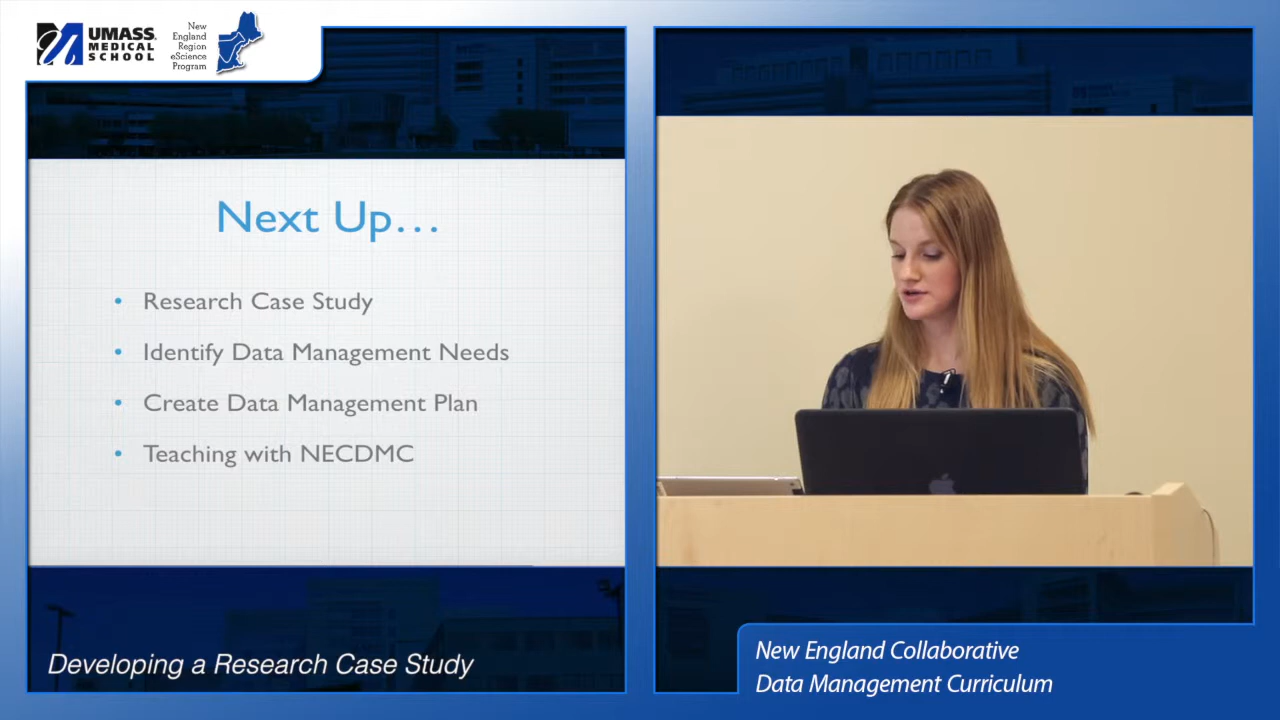 UMASS
MEDICAL
SCHOOL
New
England
Region
eScience
Program
Next Up...
• Research Case Study
• Identify Data Management Needs
• Create Data Management Plan
• Teaching with NECDMC
Developing a Research Case Study
New England Collaborative
Data Management Curriculum